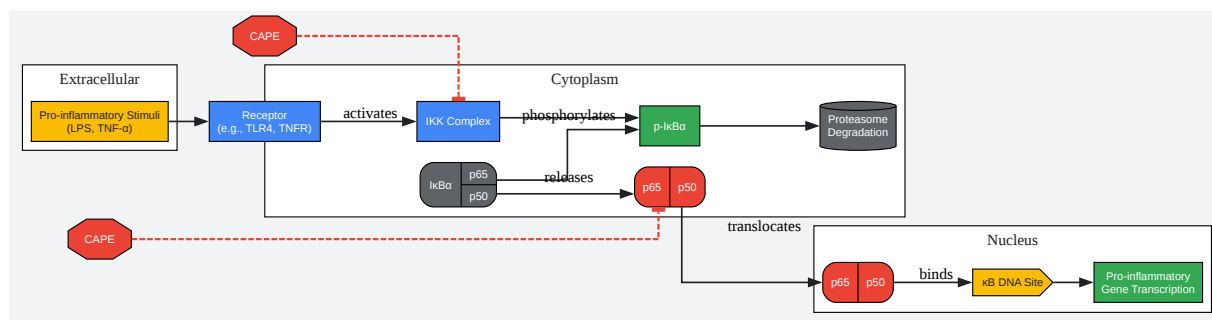 CAPE
Extracellular
Cytoplasm
Pro-inflammatory Stimuli
(LPS, TNF-α)
Receptor
(e.g., TLR4, TNFR)
activates
IKK Complex
phosphorylates
p-IκBα
Proteasome
Degradation
IκBα
p65
p50
releases
p65
p50
CAPE
translocates
Nucleus
p65
p50
binds
κB DNA Site
Pro-inflammatory
Gene Transcription